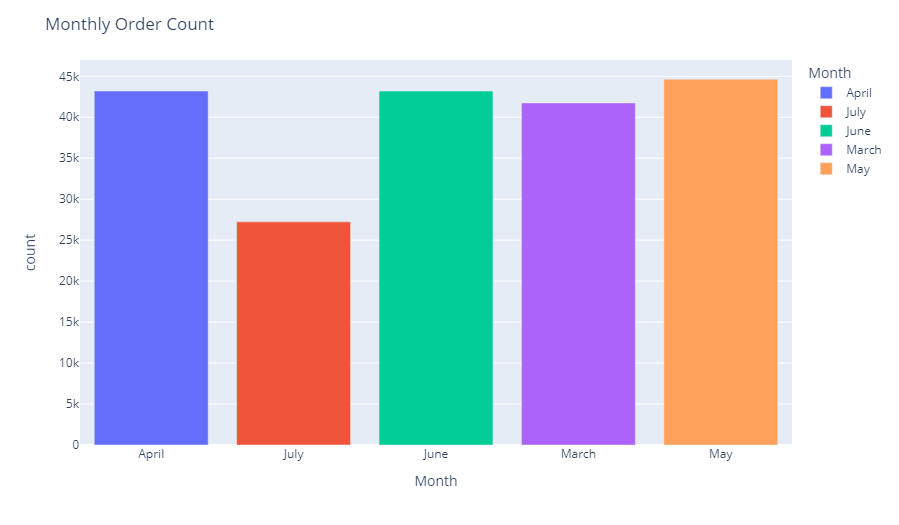 Monthly Order Count
45k
40k
35k
30k
25k
20k
15k
10k
5k
0
count
April
July
June
March
May
Month
Month
April
July
June
March
May